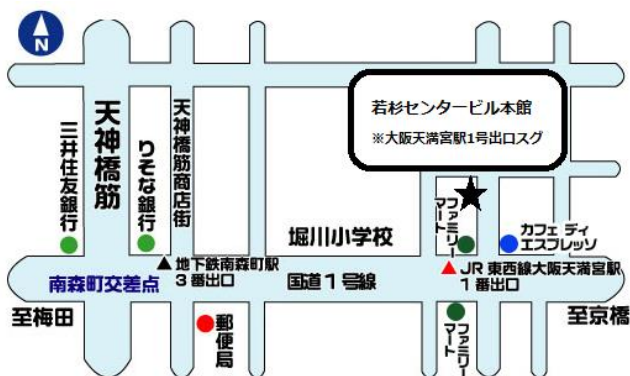 N
若杉センタービル本館
※大阪天満宮駅1号出口スグ
三井住友銀行
天神橋筋
りそな銀行
天神橋筋商店街
堀川小学校
ファミリー
マート
カフェ ディ
エスプレッソ
▲地下鉄南森町駅
3番出口
▲JR東西線大阪天満宮駅
1番出口
南森町交差点
国道1号線
至梅田
至京橋
郵便局
ファミリー
マート